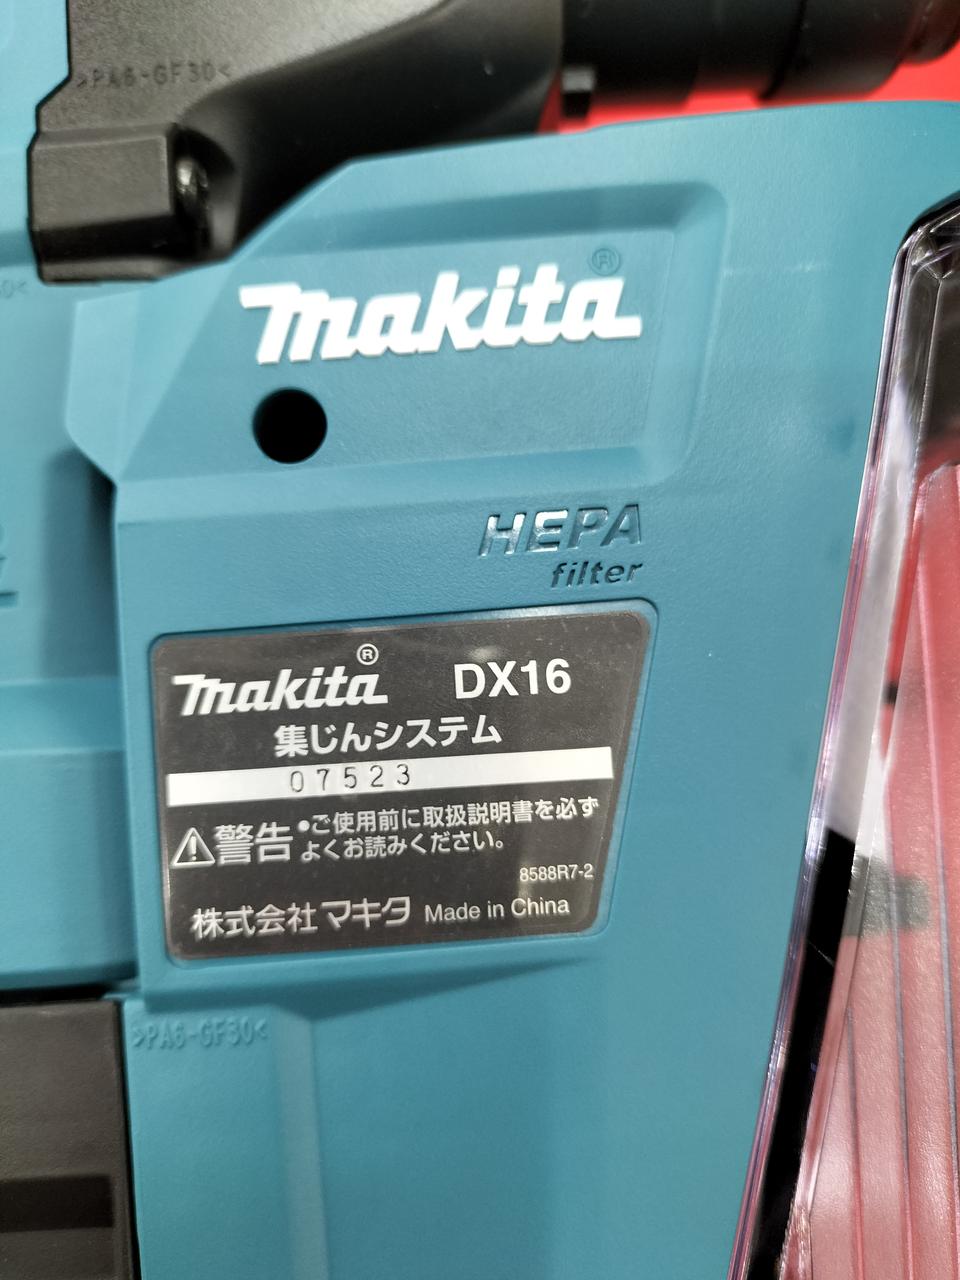 >PA6-GF30<
makita®
HEPA
filter
makita® DX16
集じんシステム
07523
⚠警告 •ご使用前に取扱説明書を必ず
よくお読みください。
8588R7-2
株式会社マキタ Made in China
>PA6-GF30<